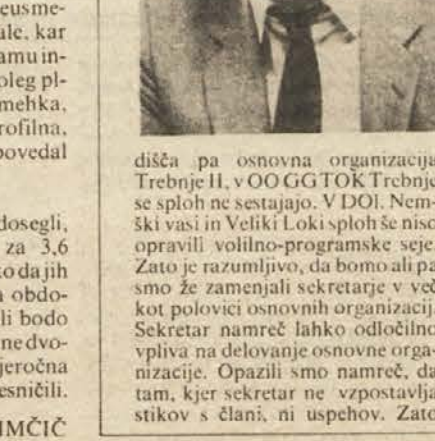 eusme-
ale, kar
amu in-
oleg pl-
mehka,
rofilna,
povedal
dosegli,
za 3,6
ko da jih
obdo-
li bodo
ne dvo-
jeročna
esničili.
IMČIČ
dišča pa osnovna organizacija
Trebnje II, v OO GG TOK Trebnje
se sploh ne sestajajo. V DOl. Nem-
ški vasi in Veliki Loki sploh še niso
opravili volilno-programske seje.
Zato je razumljivo, da bomo ali pa
smo že zamenjali sekretarje v več
kot polovici osnovnih organizacij.
Sekretar namreč lahko odločilno
vpliva na delovanje osnovne orga-
nizacije. Opazili smo namreč, da
tam, kjer sekretar ne vzpostavlja
stikov s člani, ni uspehov. Zato